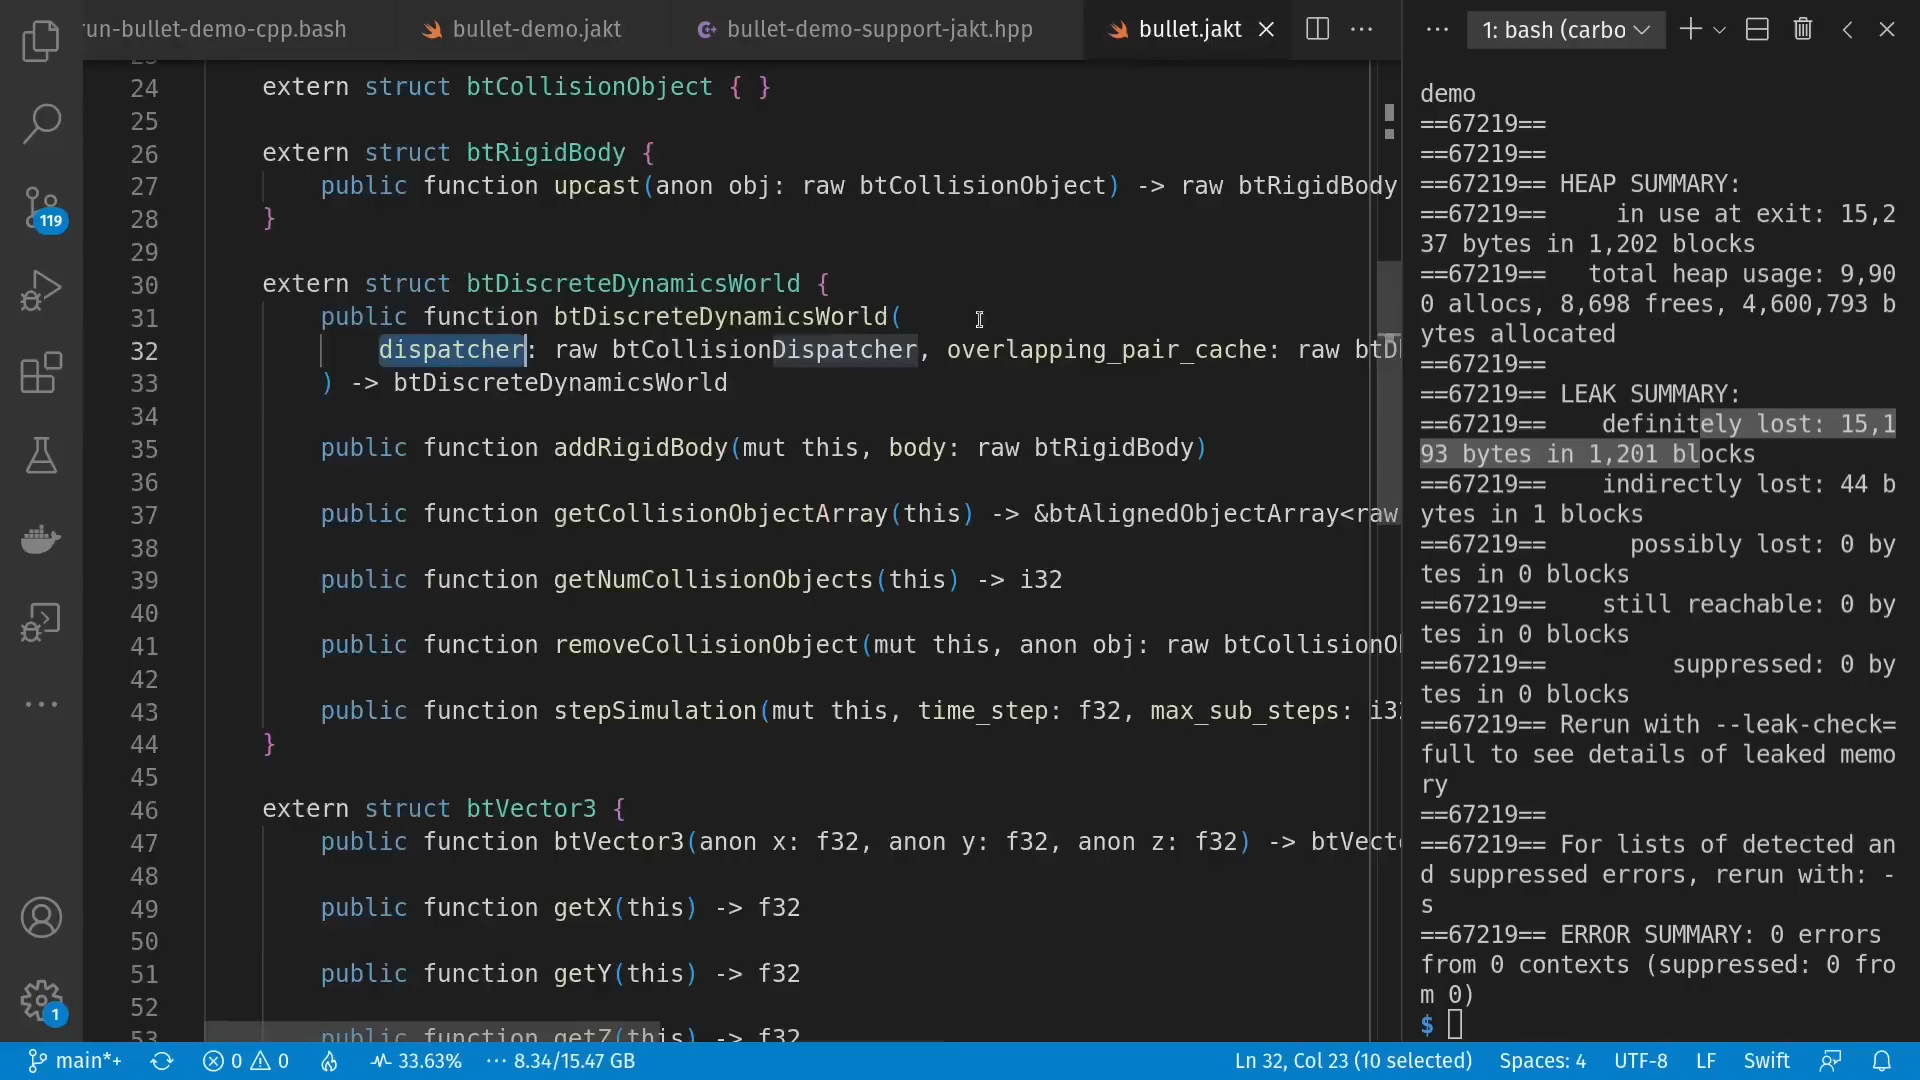 run-bullet-demo-cpp.bash
bullet-demo.jakt
bullet-demo-support-jakt.hpp
bullet.jakt
1: bash (carbo
24 extern struct btCollisionObject { }
25
26 extern struct btRigidBody {
27 public function upcast(anon obj: raw btCollisionObject) -> raw btRigidBody
28 }
29
30 extern struct btDiscreteDynamicsWorld {
31 public function btDiscreteDynamicsWorld(
32 dispatcher: raw btCollisionDispatcher, overlapping_pair_cache: raw btD
33 ) -> btDiscreteDynamicsWorld
34
35 public function addRigidBody(mut this, body: raw btRigidBody)
36
37 public function getCollisionObjectArray(this) -> &btAlignedObjectArray<raw
38
39 public function getNumCollisionObjects(this) -> i32
40
41 public function removeCollisionObject(mut this, anon obj: raw btCollisionO
42
43 public function stepSimulation(mut this, time_step: f32, max_sub_steps: i3
44 }
45
46 extern struct btVector3 {
47 public function btVector3(anon x: f32, anon y: f32, anon z: f32) -> btVect
48
49 public function getX(this) -> f32
50
51 public function getY(this) -> f32
52
53 public function getZ(this) -> f32
demo
==67219==
==67219==
==67219== HEAP SUMMARY:
==67219==     in use at exit: 15,2
37 bytes in 1,202 blocks
==67219==   total heap usage: 9,90
0 allocs, 8,698 frees, 4,600,793 b
ytes allocated
==67219==
==67219== LEAK SUMMARY:
==67219==    definitely lost: 15,1
93 bytes in 1,201 blocks
==67219==    indirectly lost: 44 b
ytes in 1 blocks
==67219==      possibly lost: 0 by
tes in 0 blocks
==67219==    still reachable: 0 by
tes in 0 blocks
==67219==         suppressed: 0 by
tes in 0 blocks
==67219== Rerun with --leak-check=
full to see details of leaked memo
ry
==67219==
==67219== For lists of detected an
d suppressed errors, rerun with: -
s
==67219== ERROR SUMMARY: 0 errors
from 0 contexts (suppressed: 0 fro
m 0)
$
119
1
main*+
0
0
33.63%
8.34/15.47 GB
Ln 32, Col 23 (10 selected)
Spaces: 4
UTF-8
LF
Swift